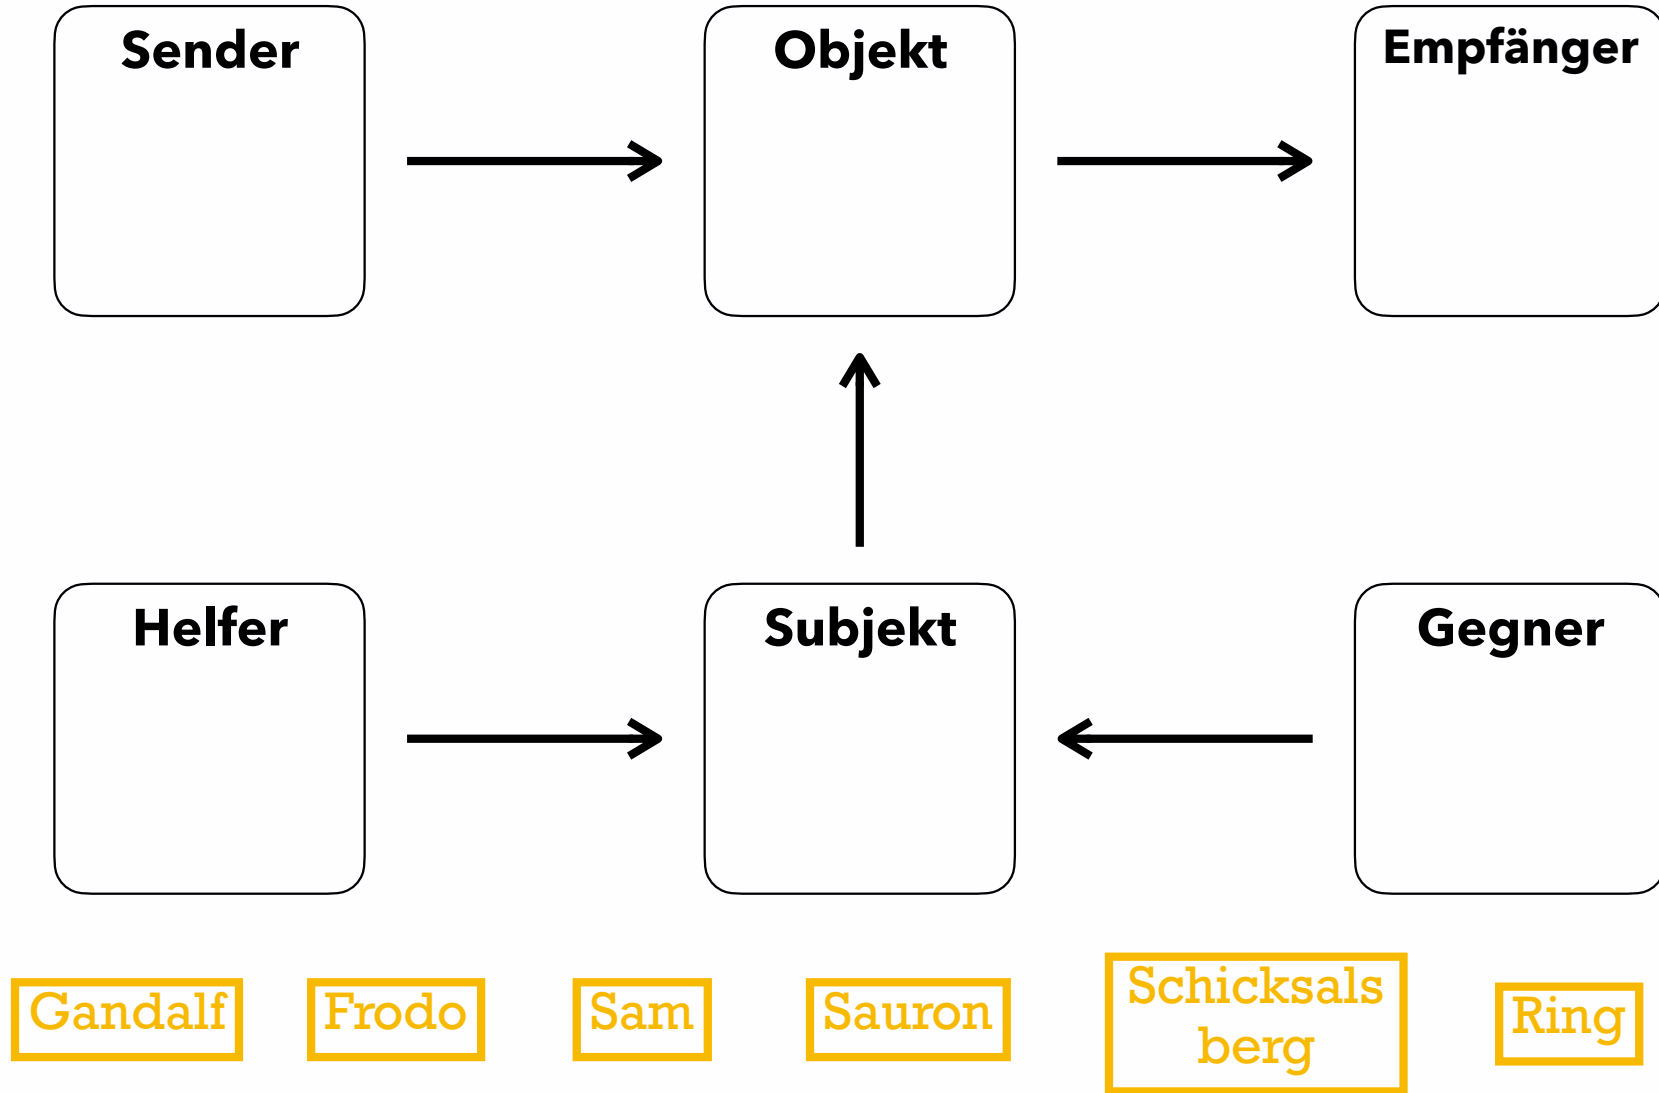 Sender
Objekt
Empfänger
Helfer
Subjekt
Gegner
Gandalf
Frodo
Sam
Sauron
Schicksals
berg
Ring